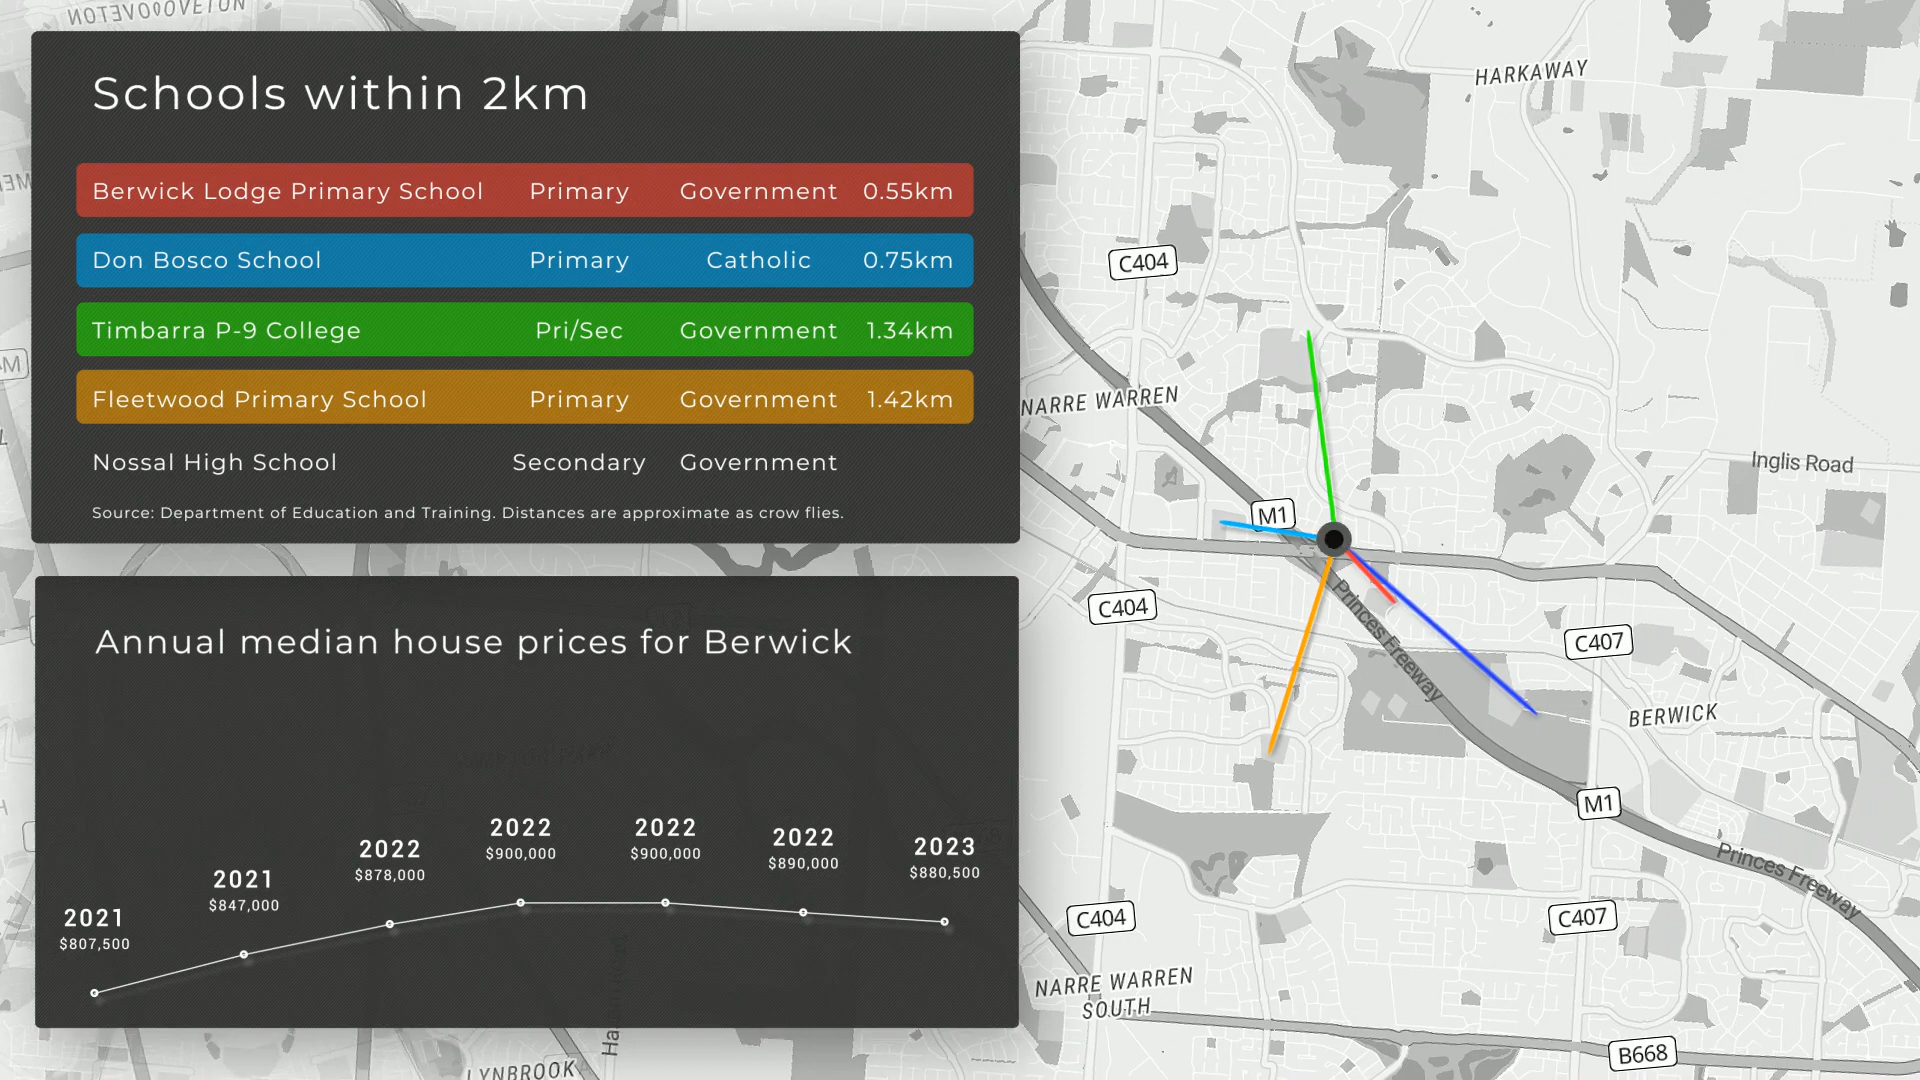 Schools within 2km
Berwick Lodge Primary School Primary Government 0.55km
Don Bosco School Primary Catholic 0.75km
Timbarra P-9 College Pri/Sec Government 1.34km
Fleetwood Primary School Primary Government 1.42km
Nossal High School Secondary Government
Source: Department of Education and Training. Distances are approximate as crow flies.
Annual median house prices for Berwick
2021
$807,500
2021
$847,000
2022
$878,000
2022
$900,000
2022
$900,000
2022
$890,000
2023
$880,500
HARKAWAY
C404
NARRE WARREN
Inglis Road
M1
C404
Princes Freeway
C407
BERWICK
M1
Princes Freeway
C404
C407
NARRE WARREN
SOUTH
B668
LYNBROOK